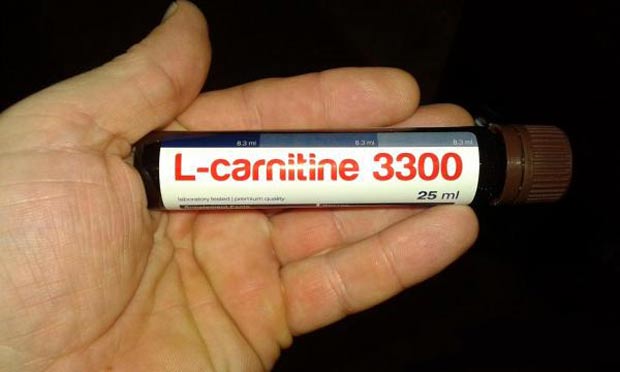 8.3 ml 8.3 ml 8.3 ml
L-carnitine 3300
25 ml
laboratory tested | premium quality